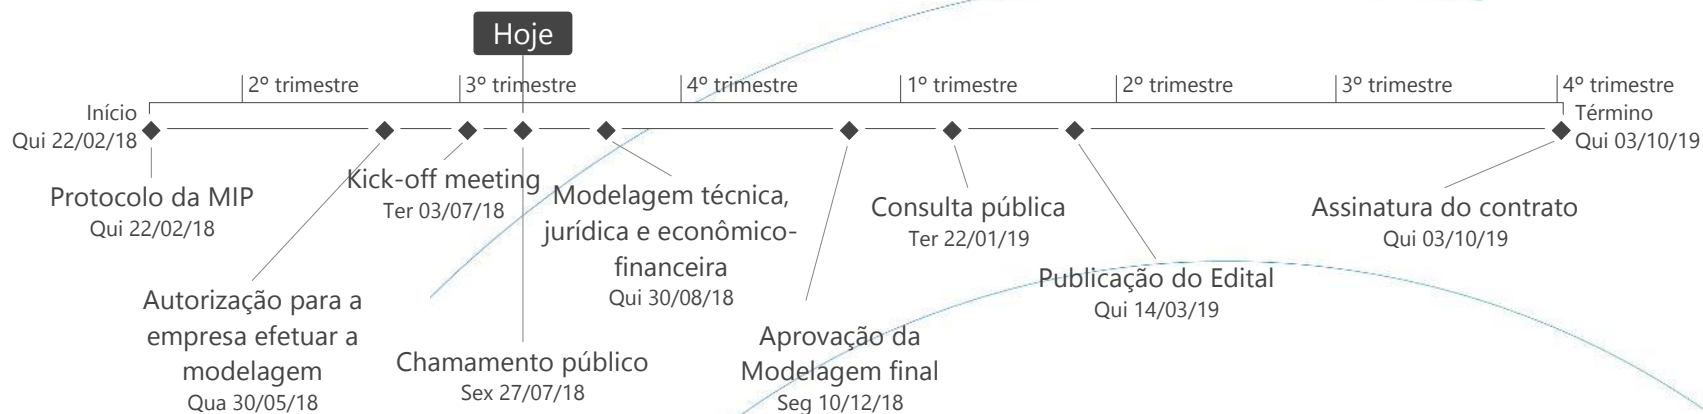 Hoje
2º trimestre
3º trimestre
4º trimestre
1º trimestre
2º trimestre
3º trimestre
4º trimestre
Início
Qui 22/02/18
Término
Qui 03/10/19
Protocolo da MIP
Qui 22/02/18
Autorização para a
empresa efetuar a
modelagem
Qua 30/05/18
Kick-off meeting
Ter 03/07/18
Chamamento público
Sex 27/07/18
Modelagem técnica,
jurídica e econômico-
financeira
Qui 30/08/18
Aprovação da
Modelagem final
Seg 10/12/18
Consulta pública
Ter 22/01/19
Publicação do Edital
Qui 14/03/19
Assinatura do contrato
Qui 03/10/19